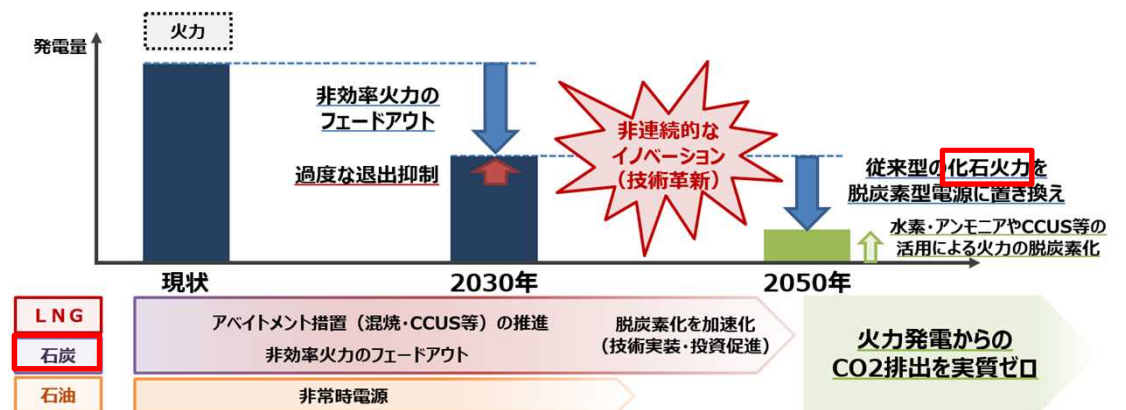 火力
発電量
非効率火力の
フェードアウト
過度な退出抑制
非連続的な
イノベーション
（技術革新）
従来型の化石火力を
脱炭素型電源に置き換え
水素・アンモニアやCCUS等の
活用による火力の脱炭素化
現状
2030年
2050年
LNG
石炭
石油
アベイトメント措置（混焼・CCUS等）の推進
非効率火力のフェードアウト
脱炭素化を加速化
（技術実装・投資促進）
非常時電源
火力発電からの
CO2排出を実質ゼロ